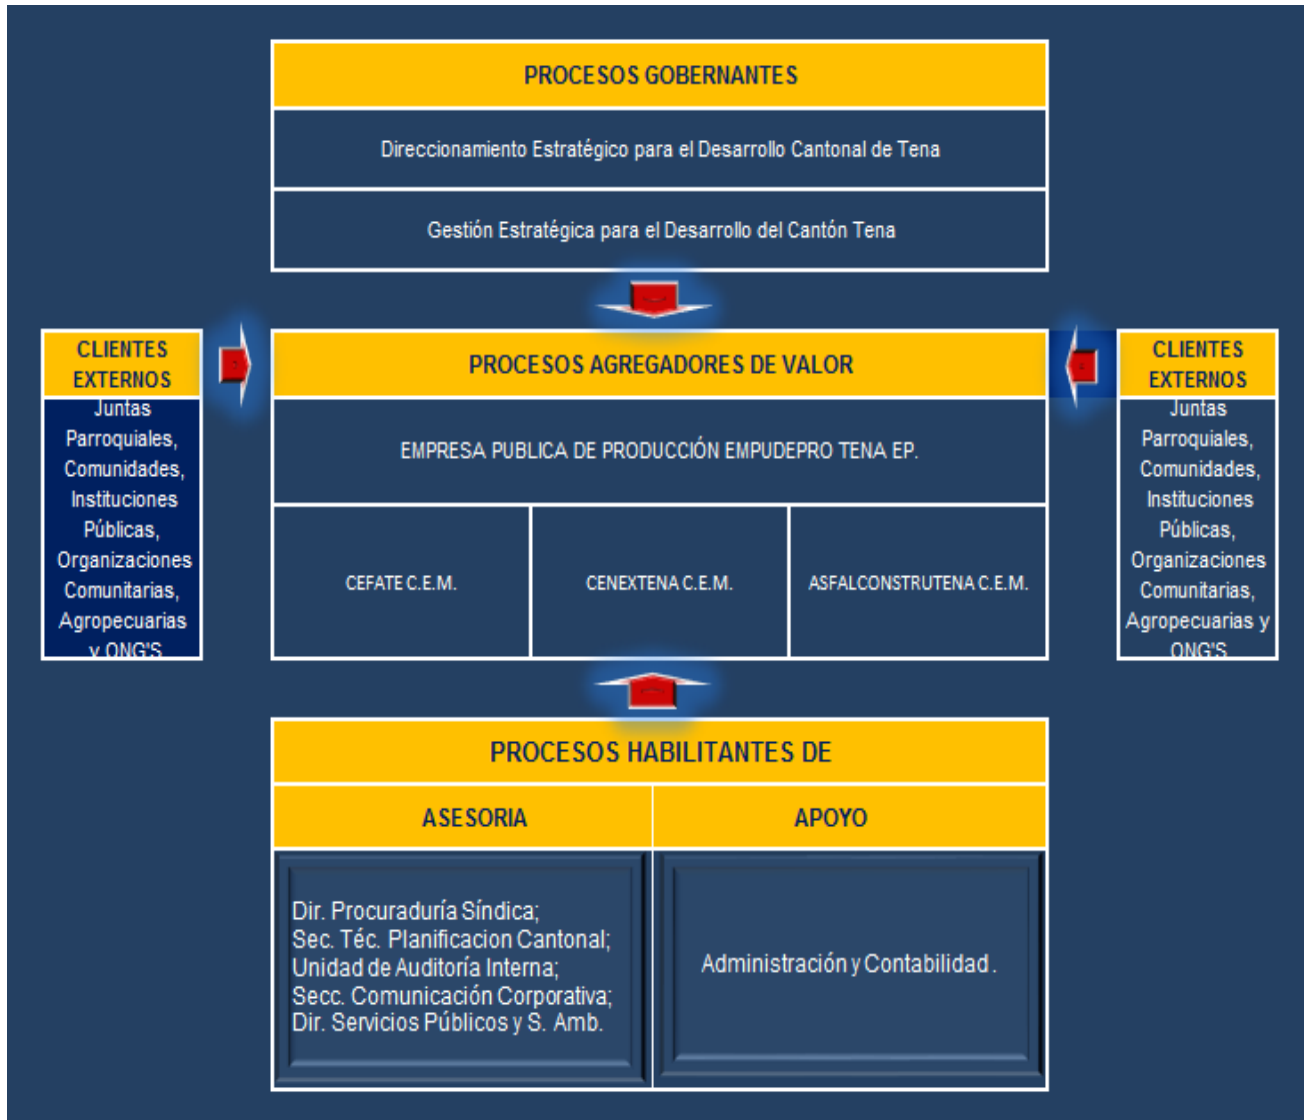 PROCESOS GOBERNANTES
Direccionamiento Estratégico para el Desarrollo Cantonal de Tena
Gestión Estratégica para el Desarrollo del Cantón Tena
CLIENTES
EXTERNOS
Juntas
Parroquiales,
Comunidades,
Instituciones
Públicas,
Organizaciones
Comunitarias,
Agropecuarias
y ONG'S
PROCESOS AGREGADORES DE VALOR
EMPRESA PUBLICA DE PRODUCCIÓN EMPUDEPRO TENA EP.
CEFATE C.E.M.
CENEXTENA C.E.M.
ASFALCONSTRUTENA C.E.M.
CLIENTES
EXTERNOS
Juntas
Parroquiales,
Comunidades,
Instituciones
Públicas,
Organizaciones
Comunitarias,
Agropecuarias y
ONG'S
PROCESOS HABILITANTES DE
ASESORIA
APOYO
Dir. Procuraduría Síndica;
Sec. Téc. Planificacion Cantonal;
Unidad de Auditoría Interna;
Secc. Comunicación Corporativa;
Dir. Servicios Públicos y S. Amb.
Administración y Contabilidad.